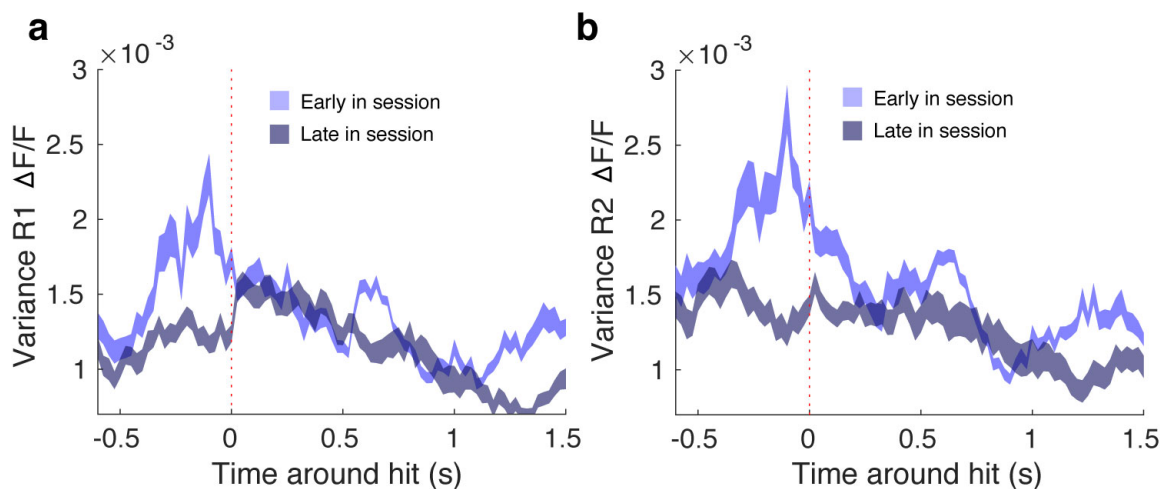 a
×10 -3
3
2.5
2
1.5
1
Variance R1 ΔF/F
Early in session
Late in session
-0.5 0 0.5 1 1.5
Time around hit (s)
b
×10 -3
3
2.5
2
1.5
1
Variance R2 ΔF/F
Early in session
Late in session
-0.5 0 0.5 1 1.5
Time around hit (s)